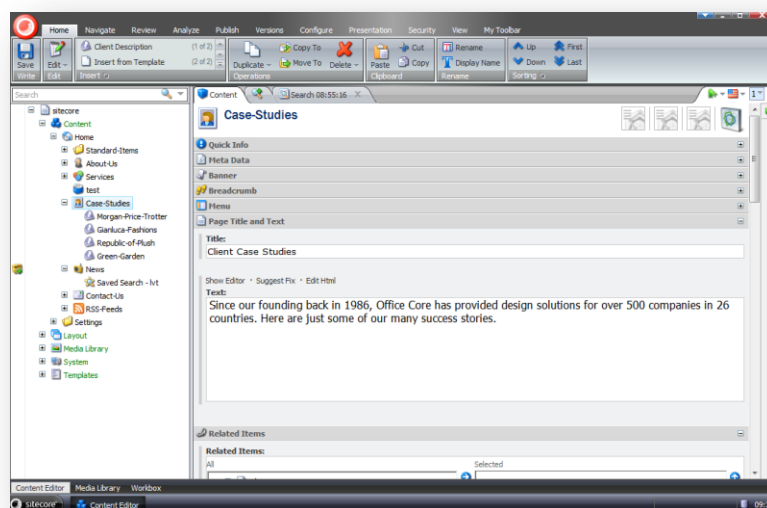 Home Navigate Review Analyze Publish Versions Configure Presentation Security View My Toolbar
Save Edit Client Description (1 of 2) Duplicate Copy To Delete Paste Cut Rename Up First
Insert from Template (2 of 2) Move To Copy Display Name Down Last
Write Edit Insert Operations Clipboard Rename Sorting
Search
Content Search 08:55:16
1
sitecore
Content
Home
Standard-Items
About-Us
Services
test
Case-Studies
Morgan-Price-Trotter
Gianluca-Fashions
Republic-of-Plush
Green-Garden
News
Saved Search - lvt
Contact-Us
RSS-Feeds
Settings
Layout
Media Library
System
Templates
Case-Studies
Quick Info
Meta Data
Banner
Breadcrumb
Menu
Page Title and Text
Title:
Client Case Studies
Show Editor · Suggest Fix · Edit Html
Text:
Since our founding back in 1986, Office Core has provided design solutions for over 500 companies in 26
countries. Here are just some of our many success stories.
Related Items
Related Items:
All Selected
Content Editor Media Library Workbox
sitecore Content Editor